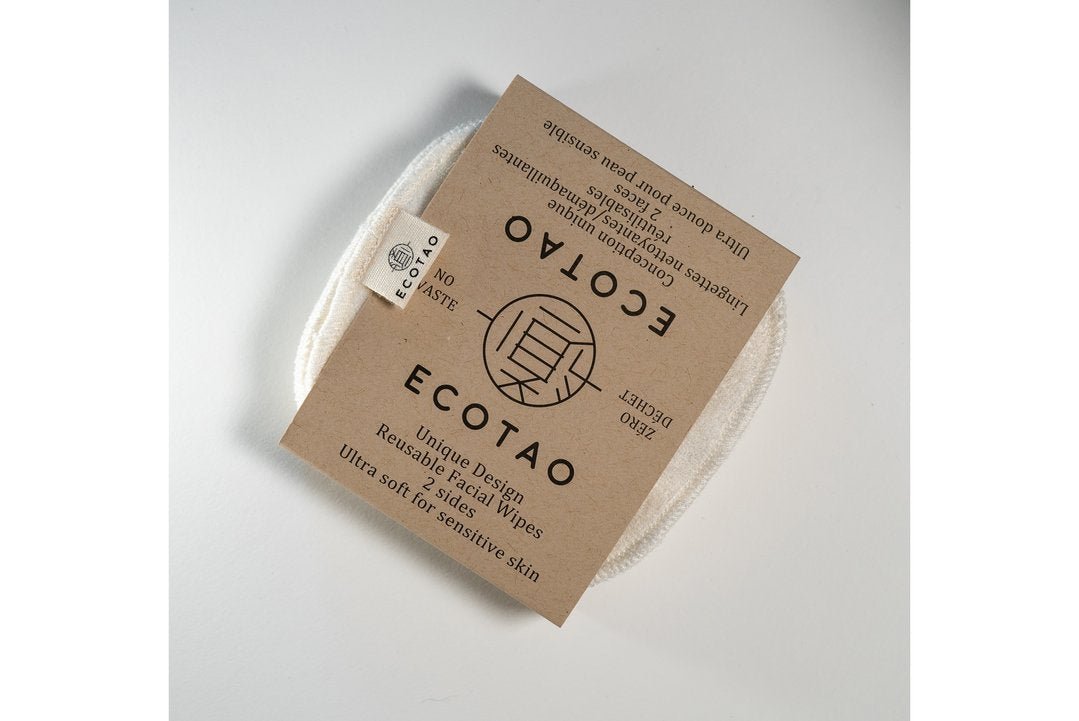 ECOTAO
NO
WASTE
ECOTAO
Unique Design
Reusable Facial Wipes
2 sides
Ultra soft for sensitive skin
ZÉRO
DÉCHET
ECOTAO
Conception unique
Lingettes nettoyantes/démaquillantes
réutilisables
2 faces
Ultra douce pour peau sensible